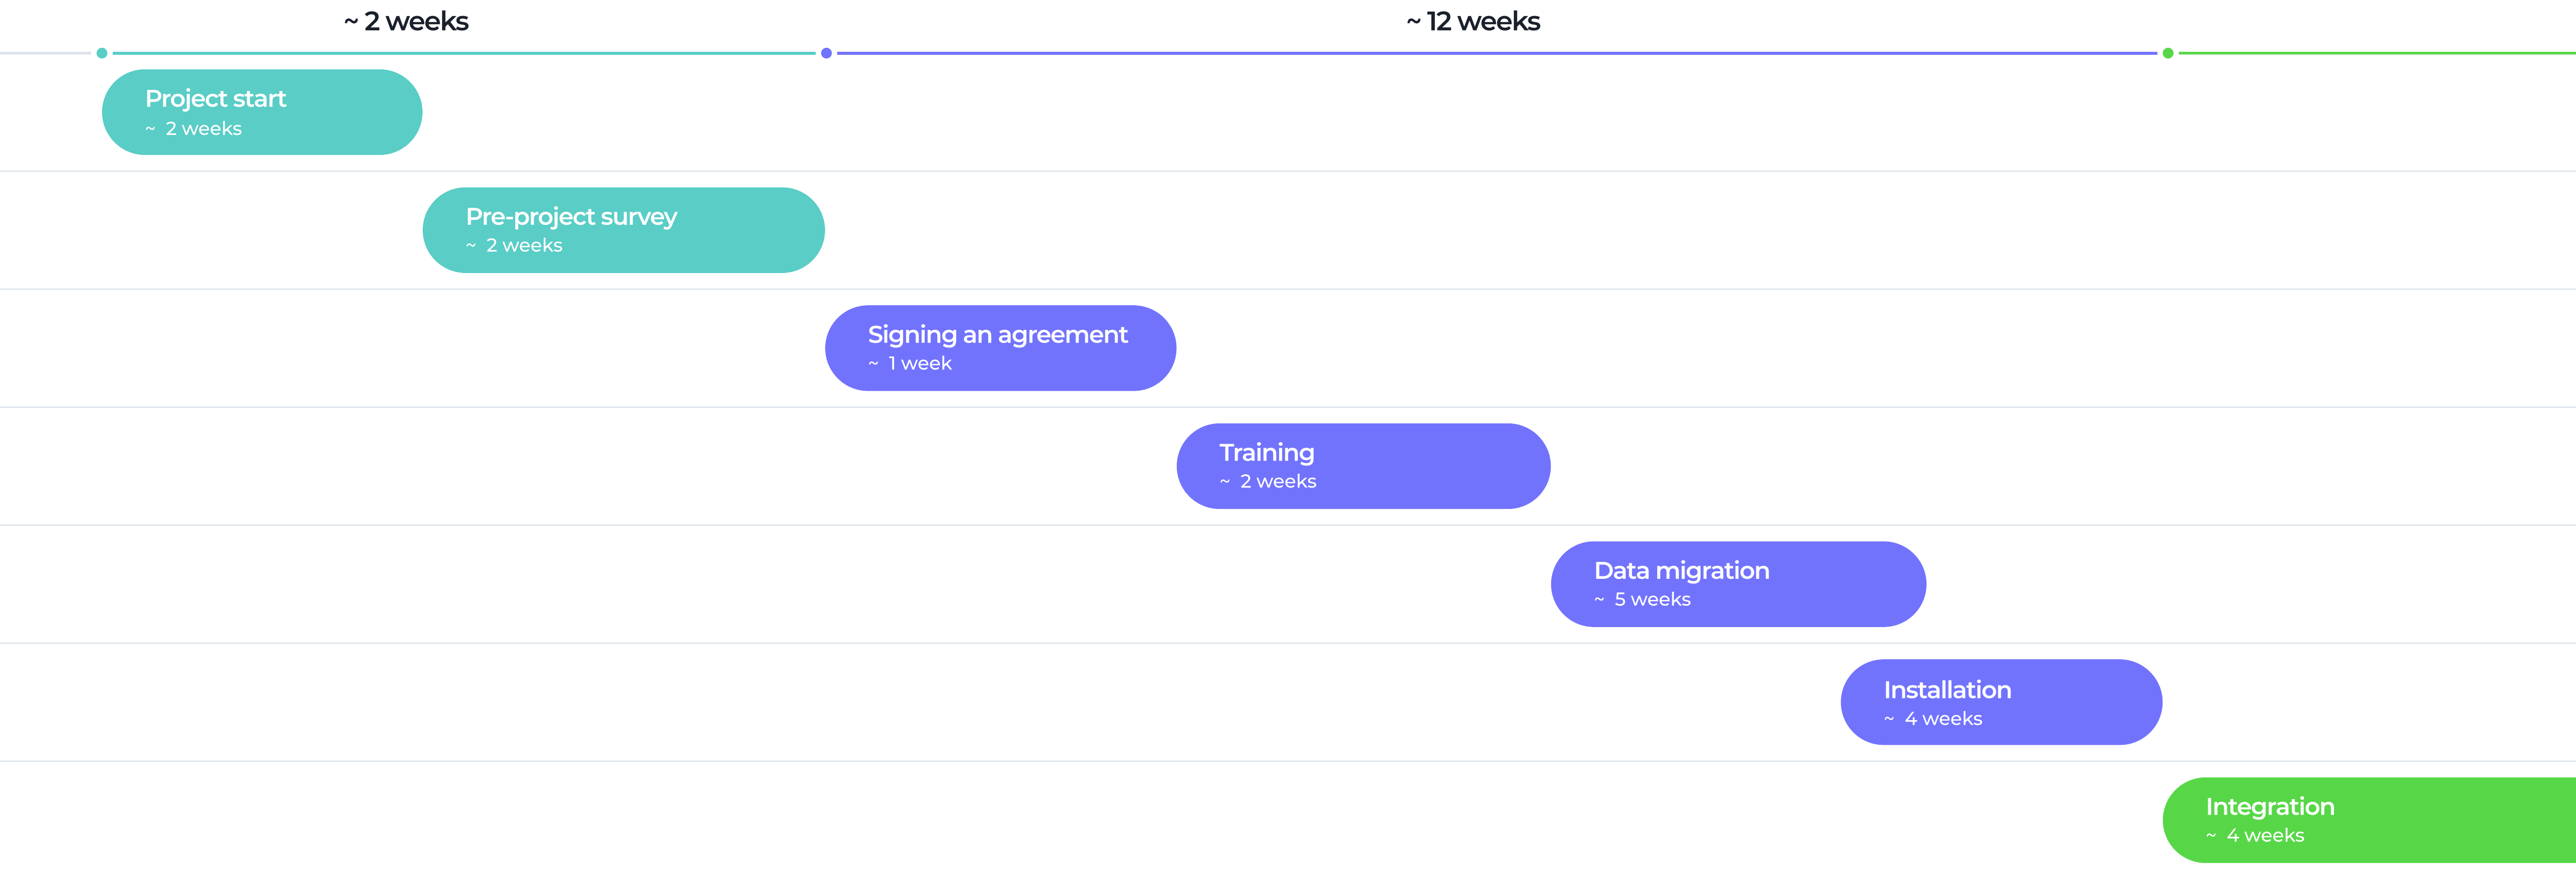 ~ 2 weeks
~ 12 weeks
Project start
~ 2 weeks
Pre-project survey
~ 2 weeks
Signing an agreement
~ 1 week
Training
~ 2 weeks
Data migration
~ 5 weeks
Installation
~ 4 weeks
Integration
~ 4 weeks